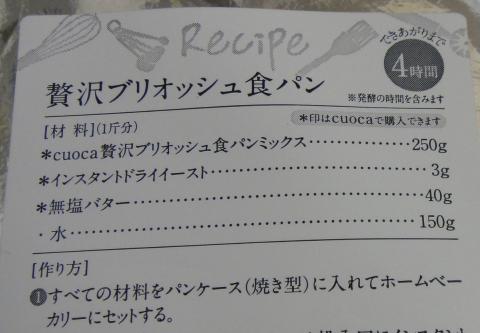 Recipe
できあがりまで
4時間
※発酵の時間を含みます
贅沢ブリオッシュ食パン
[材 料](1斤分)
＊印はcuocaで購入できます
＊cuoca贅沢ブリオッシュ食パンミックス……………250g
＊インスタントドライイースト……………………………3g
＊無塩バター………………………………………………40g
・水…………………………………………………………150g
[作り方]
❶すべての材料をパンケース(焼き型)に入れてホームベー
カリーにセットする。